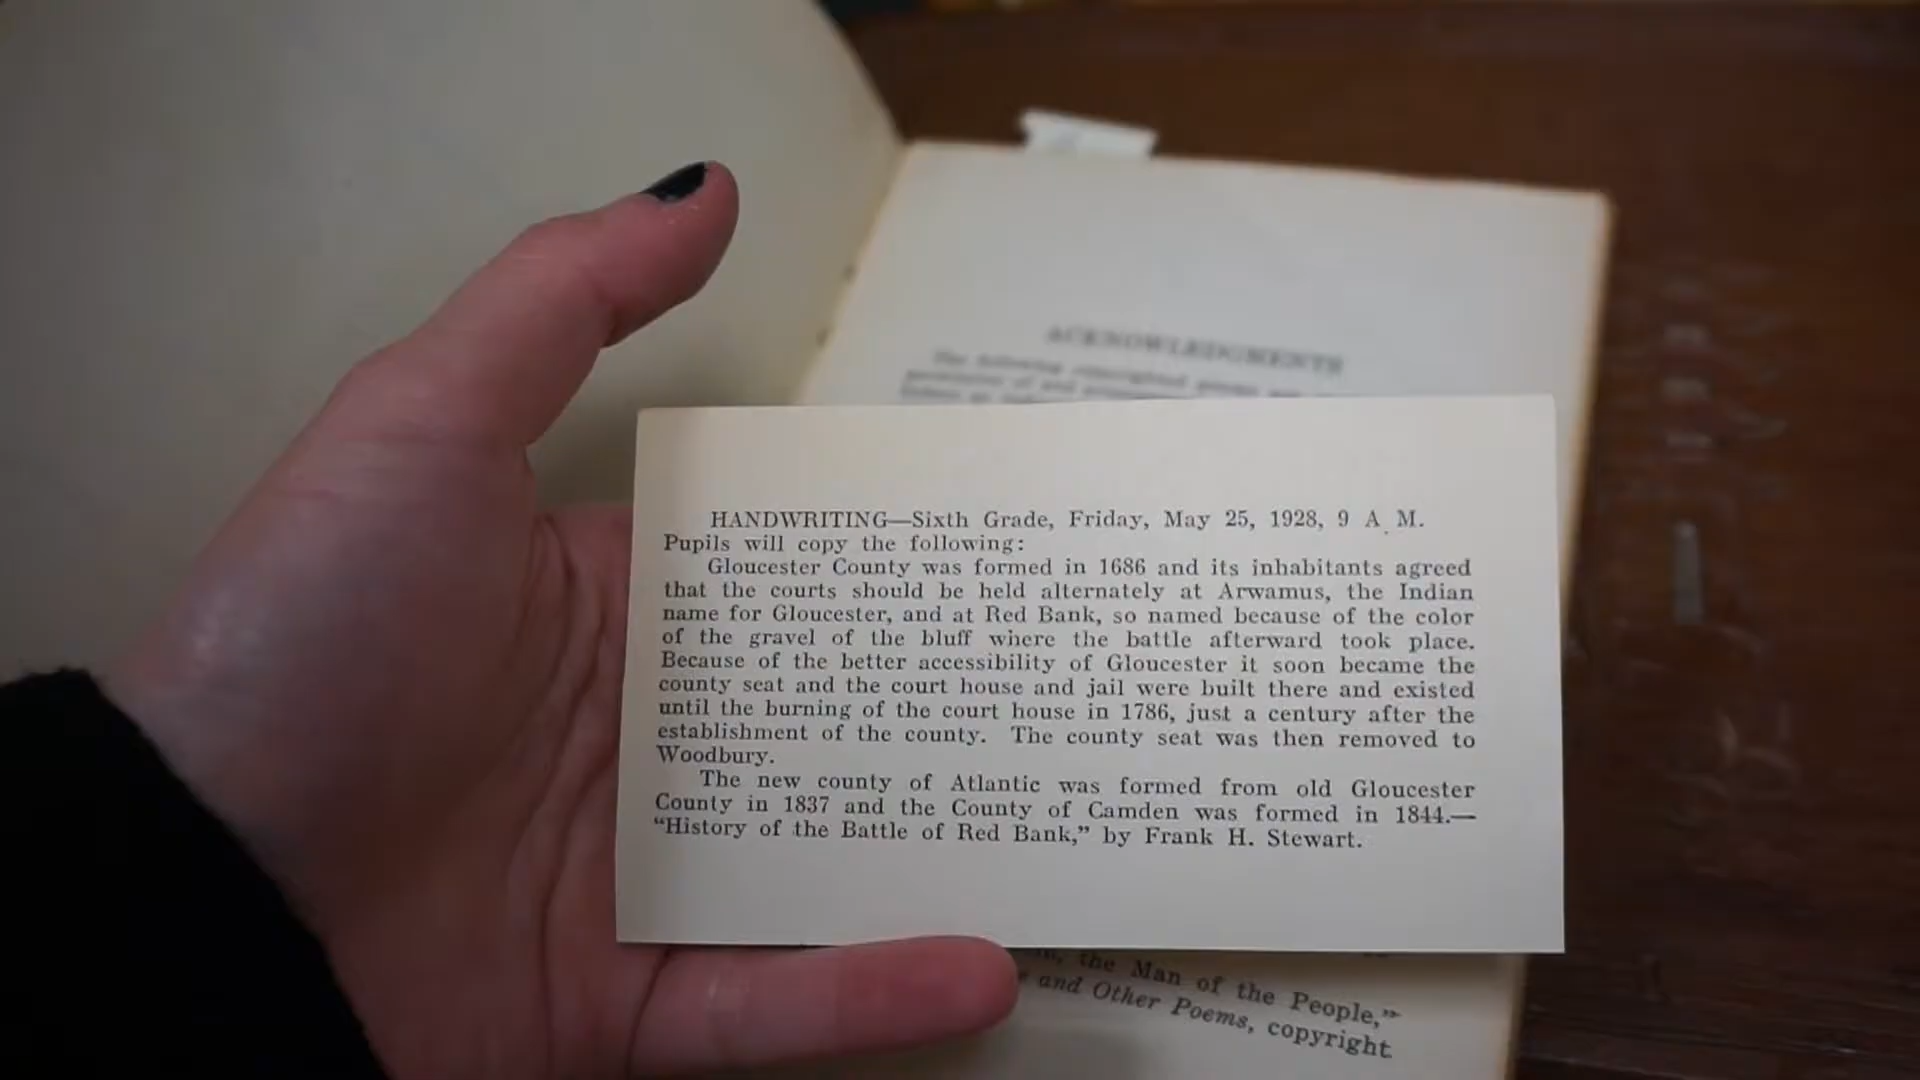 ACKNOWLEDGMENTS
The following copyrighted
HANDWRITING—Sixth Grade, Friday, May 25, 1928, 9 A. M.
Pupils will copy the following:
Gloucester County was formed in 1686 and its inhabitants agreed
that the courts should be held alternately at Arwamus, the Indian
name for Gloucester, and at Red Bank, so named because of the color
of the gravel of the bluff where the battle afterward took place.
Because of the better accessibility of Gloucester it soon became the
county seat and the court house and jail were built there and existed
until the burning of the court house in 1786, just a century after the
establishment of the county. The county seat was then removed to
Woodbury.
The new county of Atlantic was formed from old Gloucester
County in 1837 and the County of Camden was formed in 1844.—
“History of the Battle of Red Bank,” by Frank H. Stewart.
the Man of the People,”
and Other Poems, copyright